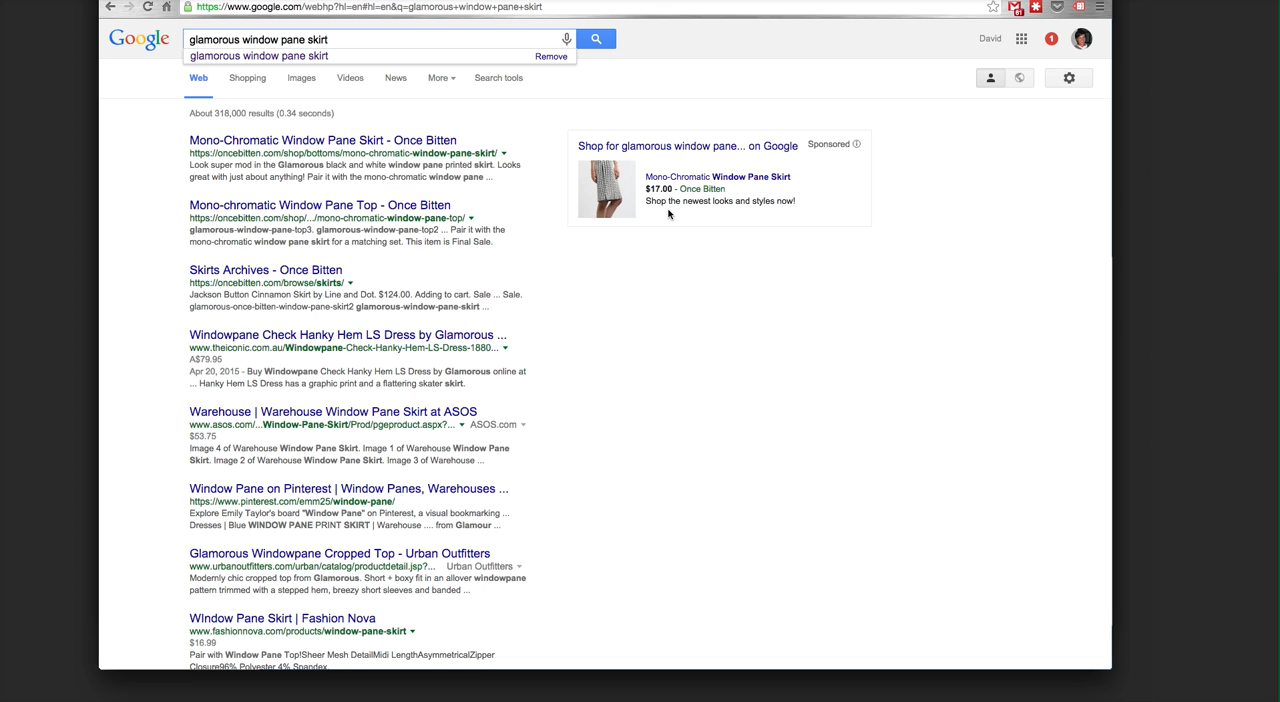 https://www.google.com/webhp?hl=en#hl=en&q=glamorous+window+pane+skirt
61
Google
glamorous window pane skirt
David
1
glamorous window pane skirt
Remove
Web
Shopping
Images
Videos
News
More
Search tools
About 318,000 results (0.34 seconds)
Mono-Chromatic Window Pane Skirt - Once Bitten
https://oncebitten.com/shop/bottoms/mono-chromatic-window-pane-skirt/
Look super mod in the Glamorous black and white window pane printed skirt. Looks
great with just about anything! Pair it with the mono-chromatic window pane ...
Mono-chromatic Window Pane Top - Once Bitten
https://oncebitten.com/shop/.../mono-chromatic-window-pane-top/
glamorous-window-pane-top3. glamorous-window-pane-top2 ... Pair it with the
mono-chromatic window pane skirt for a matching set. This item is Final Sale.
Skirts Archives - Once Bitten
https://oncebitten.com/browse/skirts/
Jackson Button Cinnamon Skirt by Line and Dot. $124.00. Adding to cart. Sale ... Sale.
glamorous-once-bitten-window-pane-skirt2 glamorous-window-pane-skirt ...
Windowpane Check Hanky Hem LS Dress by Glamorous ...
www.theiconic.com.au/Windowpane-Check-Hanky-Hem-LS-Dress-1880...
A$79.95
Apr 20, 2015 - Buy Windowpane Check Hanky Hem LS Dress by Glamorous online at
... Hanky Hem LS Dress has a graphic print and a flattering skater skirt.
Warehouse | Warehouse Window Pane Skirt at ASOS
www.asos.com/...Window-Pane-Skirt/Prod/pgeproduct.aspx?... ASOS.com
$53.75
Image 4 of Warehouse Window Pane Skirt. Image 1 of Warehouse Window Pane
Skirt. Image 2 of Warehouse Window Pane Skirt. Image 3 of Warehouse ...
Window Pane on Pinterest | Window Panes, Warehouses ...
https://www.pinterest.com/emm25/window-pane/
Explore Emily Taylor's board "Window Pane" on Pinterest, a visual bookmarking ...
Dresses | Blue WINDOW PANE PRINT SKIRT | Warehouse .... from Glamour ...
Glamorous Windowpane Cropped Top - Urban Outfitters
www.urbanoutfitters.com/urban/catalog/productdetail.jsp?... Urban Outfitters
Modernly chic cropped top from Glamorous. Short + boxy fit in an allover windowpane
pattern trimmed with a stepped hem, breezy short sleeves and banded ...
WIndow Pane Skirt | Fashion Nova
www.fashionnova.com/products/window-pane-skirt
$16.99
Pair with Window Pane Top!Sheer Mesh DetailMidi LengthAsymmetricalZipper
Closure96% Polyester 4% Spandex.
Shop for glamorous window pane... on Google
Sponsored
Mono-Chromatic Window Pane Skirt
$17.00 - Once Bitten
Shop the newest looks and styles now!